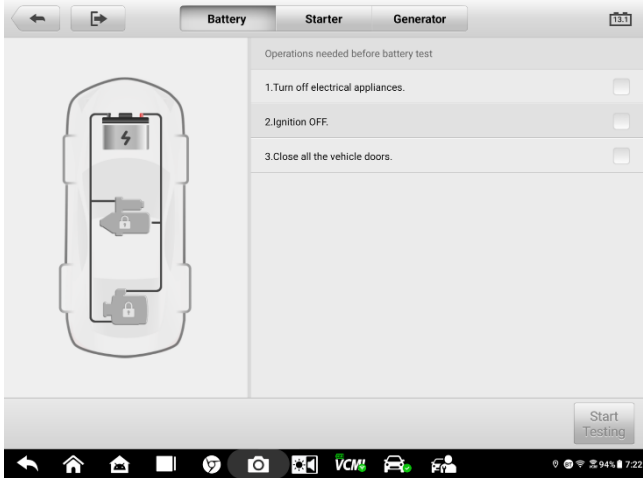 Battery
Starter
Generator
13.1
Operations needed before battery test
1.Turn off electrical appliances.
2.Ignition OFF.
3.Close all the vehicle doors.
Start
Testing
VCMI
94% 7:22